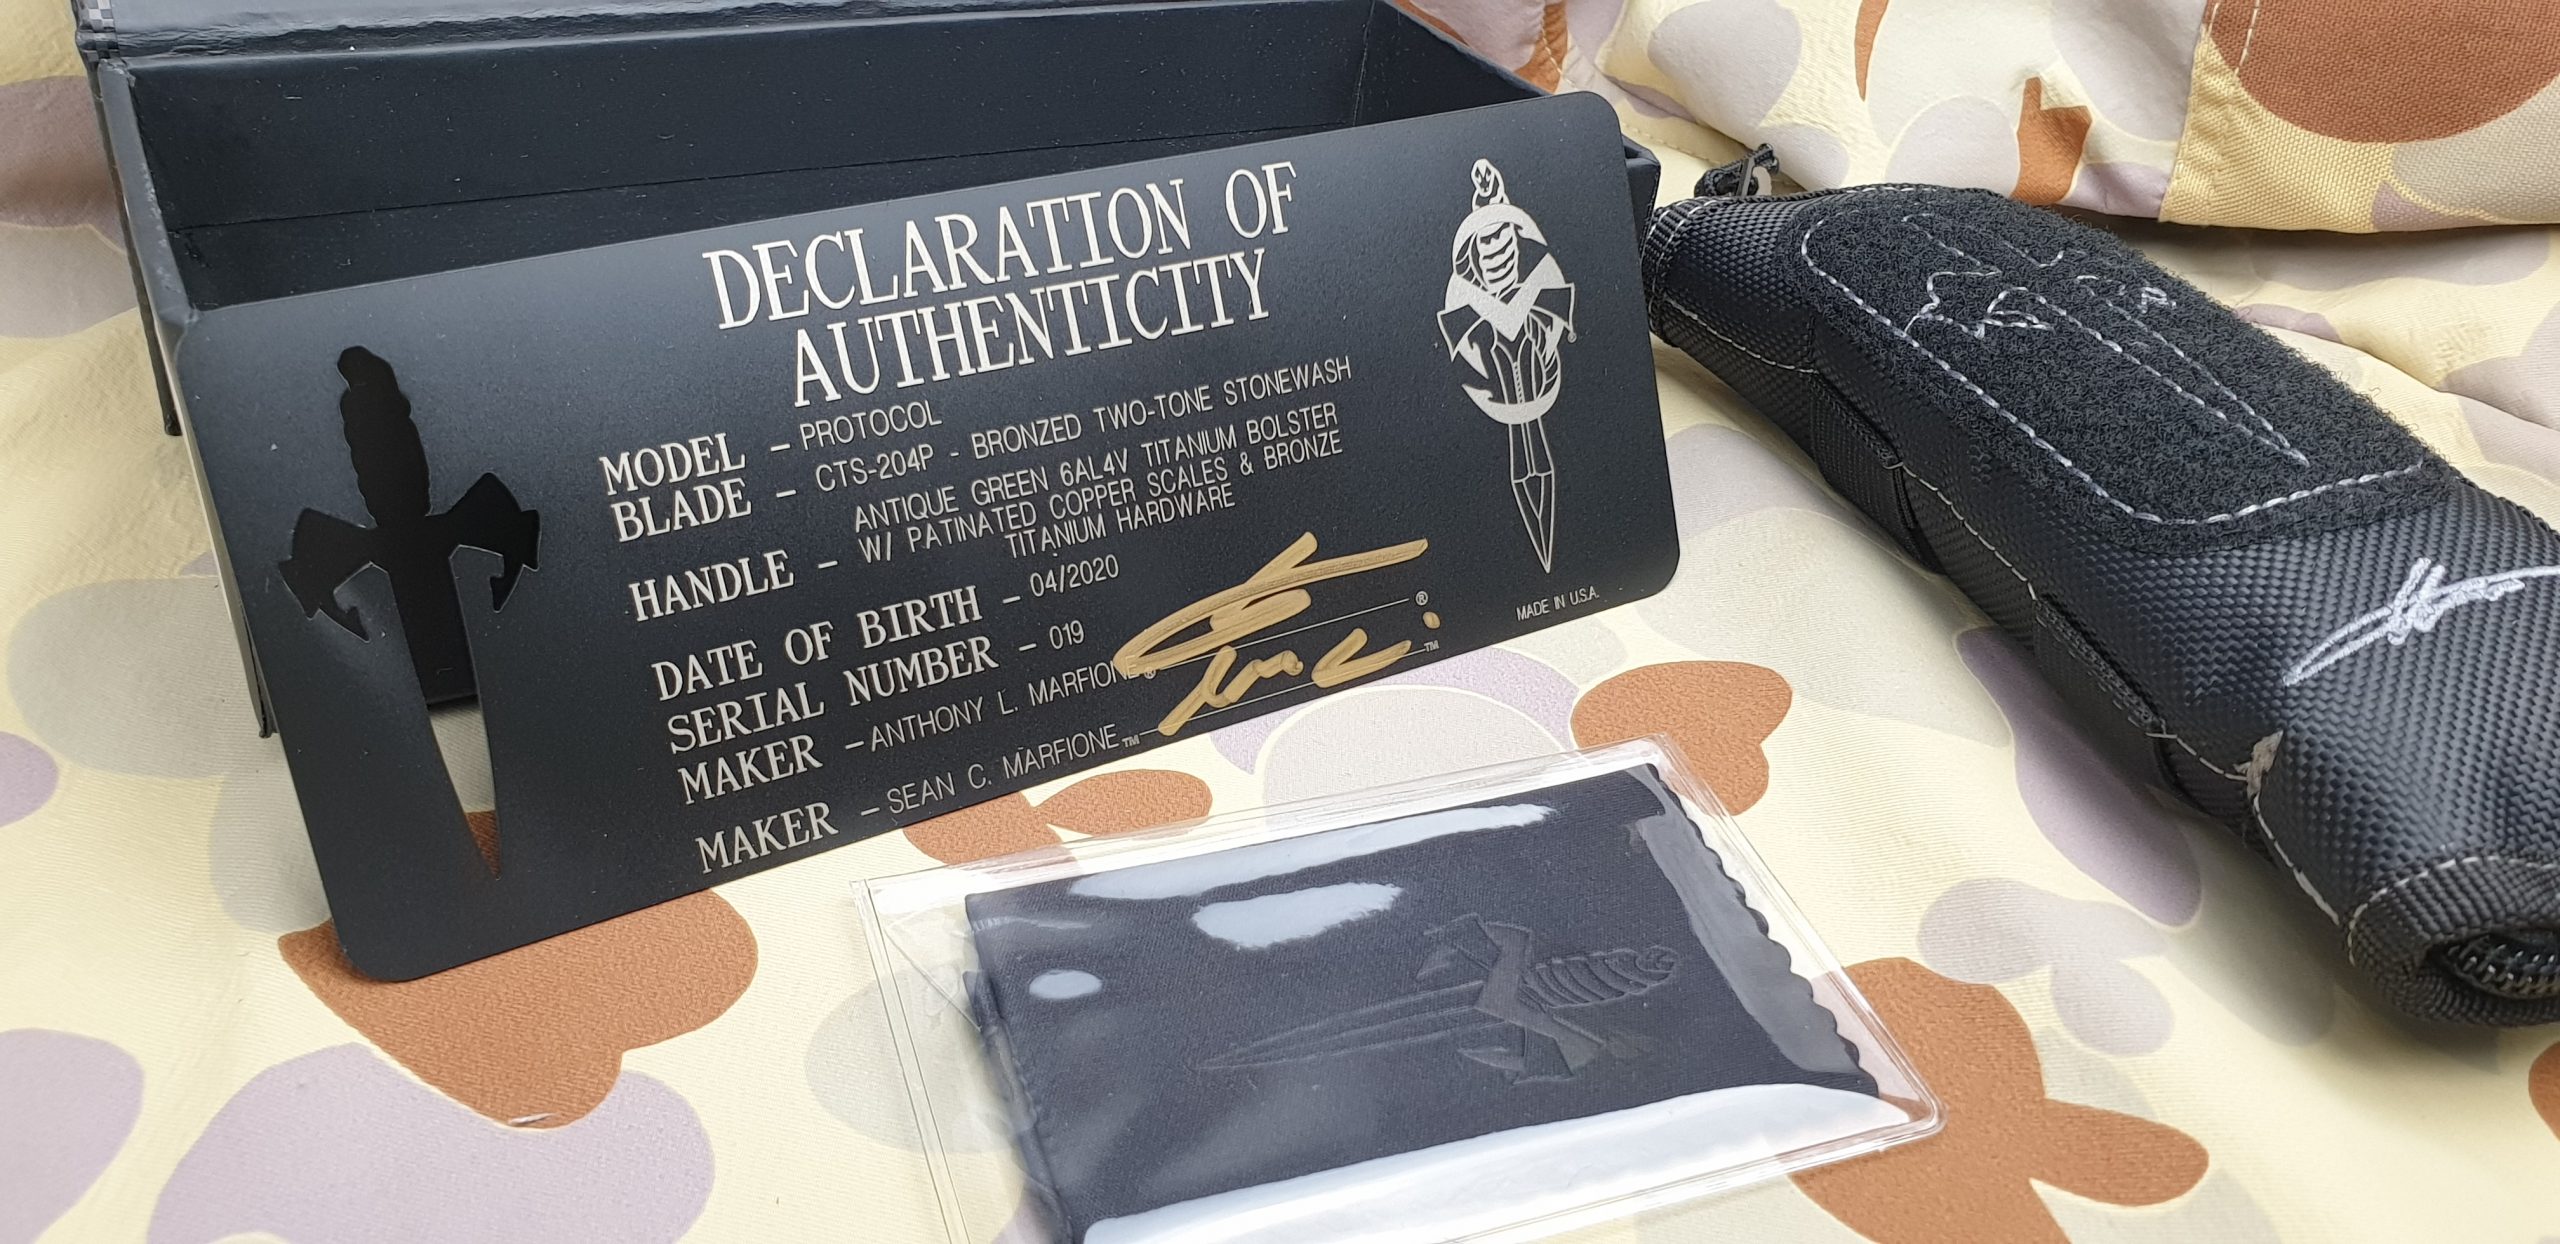 DECLARATION OF
AUTHENTICITY
MODEL - PROTOCOL
BLADE - CTS-204P - BRONZED TWO-TONE STONEWASH
HANDLE - ANTIQUE GREEN 6AL4V TITANIUM BOLSTER
W/ PATINATED COPPER SCALES & BRONZE
TITANIUM HARDWARE
DATE OF BIRTH - 04/2020
SERIAL NUMBER - 019
MAKER - ANTHONY L. MARFIONE® ®
MAKER - SEAN C. MARFIONE™ ™
MADE IN U.S.A.